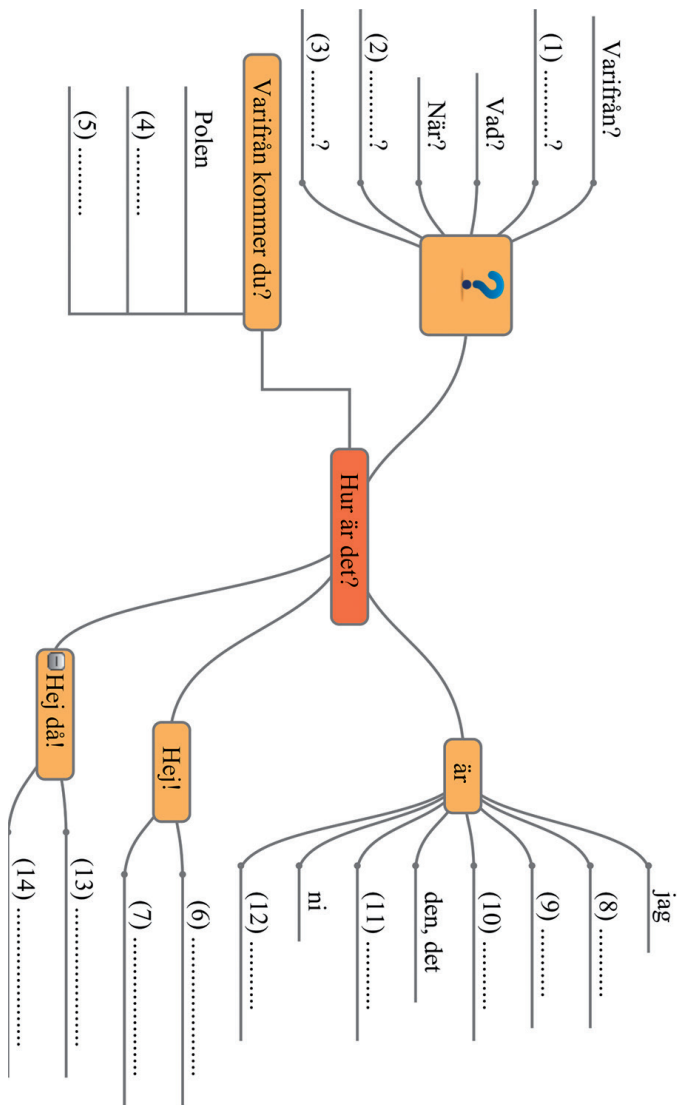 Varifrån?
(1) ............?
Vad?
När?
(2) ............?
(3) ............?
Varifrån kommer du?
Polen
(4) ...........
(5) ...........
Hur är det?
är
jag
(8) ...........
(9) ...........
(10) ...........
den, det
(11) ...........
ni
(12) ...........
Hej!
(6) ........................
(7) ........................
Hej då!
(13) ........................
(14) ........................